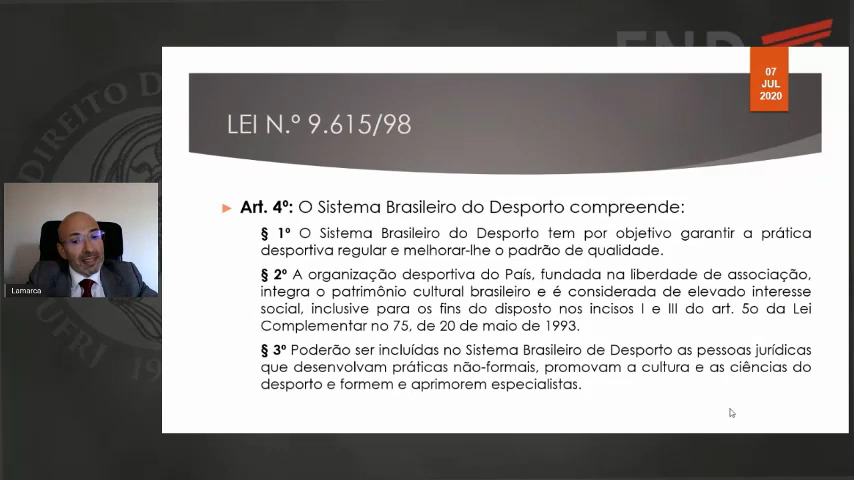 FND
07
JUL
2020
DIREITO D
LEI N.º 9.615/98
Art. 4º: O Sistema Brasileiro do Desporto compreende:
§ 1º O Sistema Brasileiro do Desporto tem por objetivo garantir a prática
desportiva regular e melhorar-lhe o padrão de qualidade.
§ 2º A organização desportiva do País, fundada na liberdade de associação,
integra o patrimônio cultural brasileiro e é considerada de elevado interesse
social, inclusive para os fins do disposto nos incisos I e III do art. 5o da Lei
Complementar no 75, de 20 de maio de 1993.
§ 3º Poderão ser incluídas no Sistema Brasileiro de Desporto as pessoas jurídicas
que desenvolvam práticas não-formais, promovam a cultura e as ciências do
desporto e formem e aprimorem especialistas.
Lamarca
UFRJ